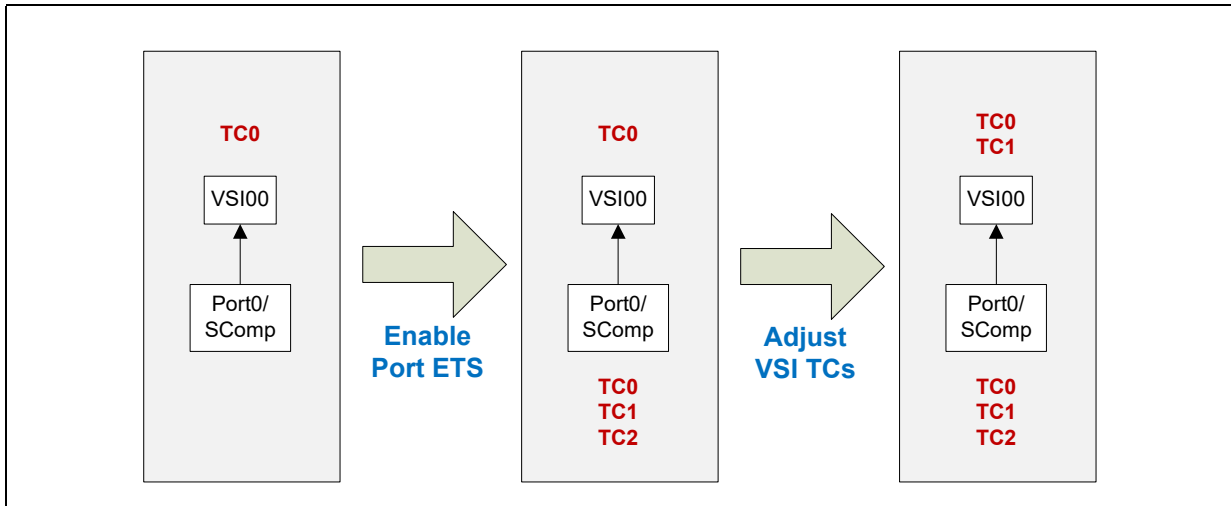 TC0
VSI00
Port0/
SComp
Enable
Port ETS
TC0
VSI00
Port0/
SComp
TC0
TC1
TC2
Adjust
VSI TCs
TC0
TC1
VSI00
Port0/
SComp
TC0
TC1
TC2